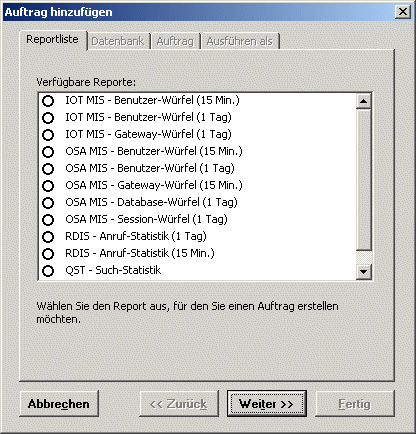 Auftrag hinzufügen
Reportliste Datenbank Auftrag Ausführen als
Verfügbare Reporte:
IOT MIS - Benutzer-Würfel (15 Min.)
IOT MIS - Benutzer-Würfel (1 Tag)
IOT MIS - Gateway-Würfel (1 Tag)
OSA MIS - Benutzer-Würfel (15 Min.)
OSA MIS - Benutzer-Würfel (1 Tag)
OSA MIS - Gateway-Würfel (15 Min.)
OSA MIS - Database-Würfel (1 Tag)
OSA MIS - Session-Würfel (1 Tag)
RDIS - Anruf-Statistik (1 Tag)
RDIS - Anruf-Statistik (15 Min.)
QST - Such-Statistik
Wählen Sie den Report aus, für den Sie einen Auftrag erstellen
möchten.
Abbrechen << Zurück Weiter >> Fertig